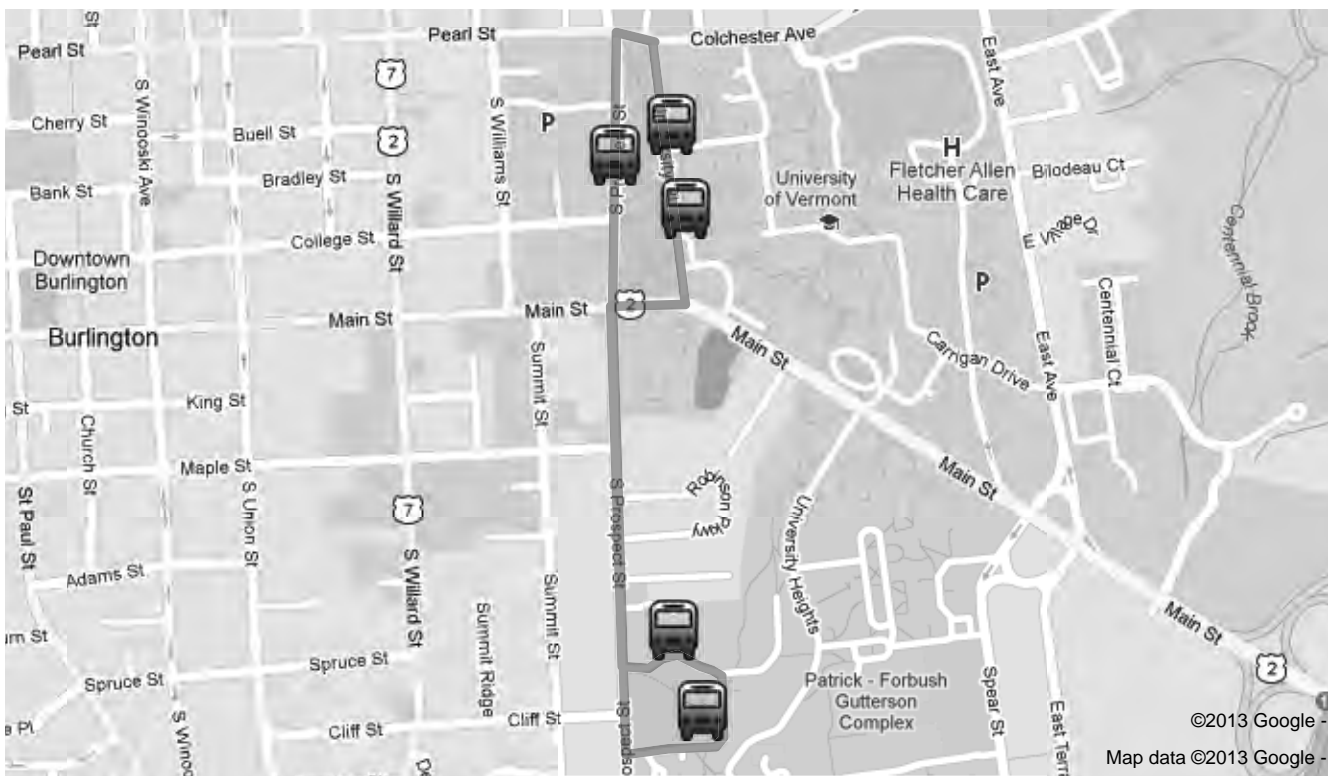 Pearl St
Pearl St
Colchester Ave
East Ave
7
Cherry St
S Winooski Ave
Buell St
2
P
H
Fletcher Allen
Health Care
Bilodeau Ct
Bank St
Bradley St
S Willard St
S Williams St
University
of Vermont
E Village Dr
Centennial Brook
College St
Downtown
Burlington
P
Centennial Ct
Main St
Main St
2
Burlington
Main St
Carrigan Drive
East Ave
Summit St
King St
Church St
Maple St
Main St
Robinson Pkwy
St Paul St
S Union St
7
S Prospect St
University Heights
Adams St
S Willard St
Summit St
Summit Ridge
Main St
Spruce St
Spruce St
2
Patrick - Forbush
Gutterson
Complex
Spear St
East Terr
S Winoo
Cliff St
Cliff St
e Pl
©2013 Google -
Map data ©2013 Google -